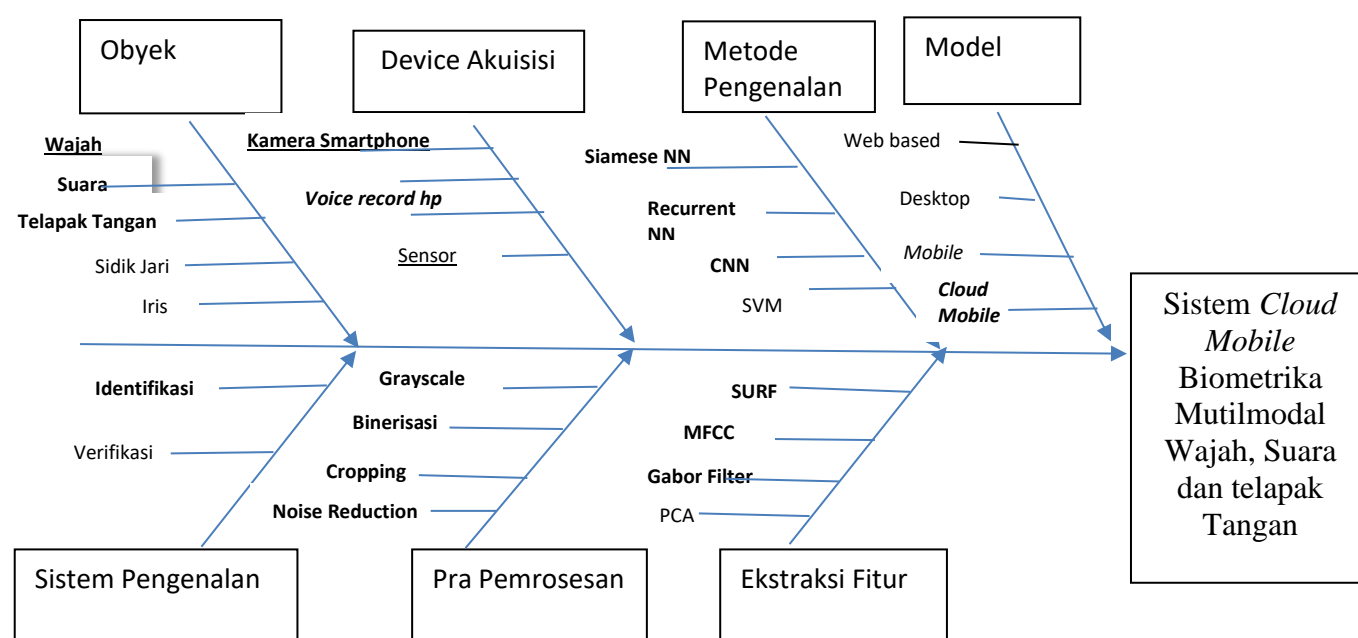 Obyek
Device Akuisisi
Metode
Pengenalan
Model
Wajah
Suara
Telapak Tangan
Sidik Jari
Iris
Kamera Smartphone
Voice record hp
Sensor
Siamese NN
Recurrent
NN
CNN
SVM
Web based
Desktop
Mobile
Cloud
Mobile
Sistem Cloud
Mobile
Biometrika
Mutilmodal
Wajah, Suara
dan telapak
Tangan
Identifikasi
Verifikasi
Grayscale
Binerisasi
Cropping
Noise Reduction
SURF
MFCC
Gabor Filter
PCA
Sistem Pengenalan
Pra Pemrosesan
Ekstraksi Fitur